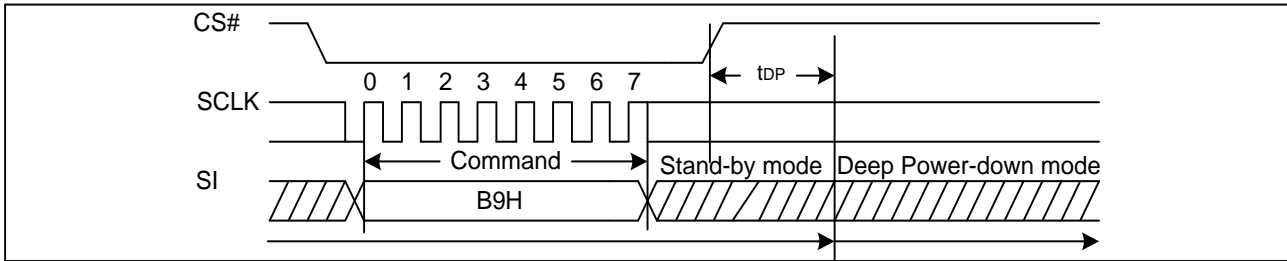 CS#
tDP
0 1 2 3 4 5 6 7
SCLK
Command
Stand-by mode Deep Power-down mode
SI
B9H